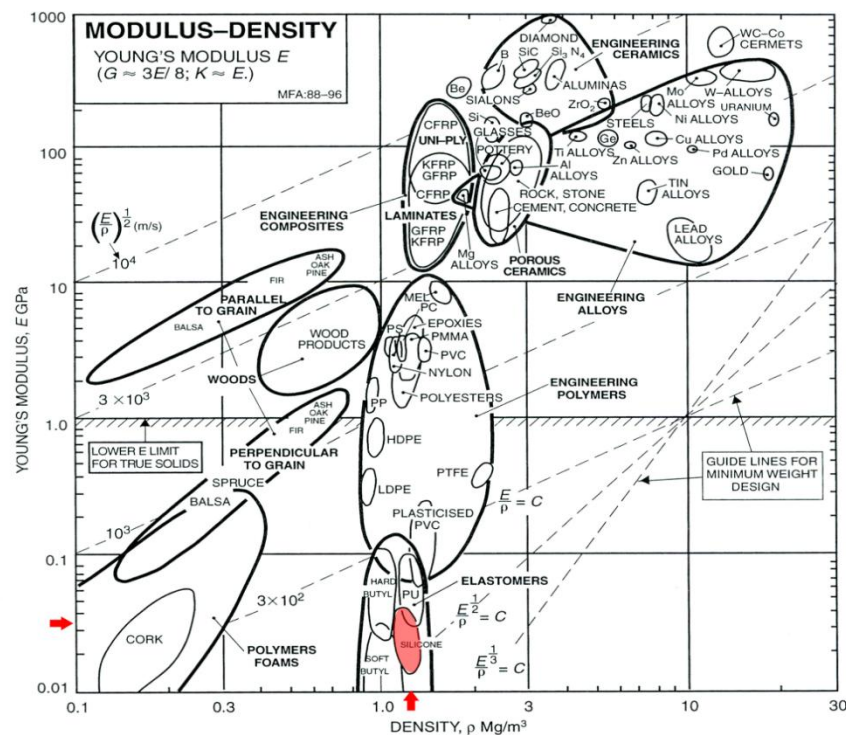 MODULUS–DENSITY
YOUNG'S MODULUS E
(G ≈ 3E/ 8; K ≈ E.)
MFA:88–96
1000
100
10
1.0
0.1
0.01
YOUNG'S MODULUS, E GPa
(E/ρ)^1/2 (m/s)
10⁴
3 × 10³
10³
3 × 10²
DIAMOND
B
SiC
Si₃ N₄
ENGINEERING
CERAMICS
WC–Co
CERMETS
Be
SIALONS
ALUMINAS
Si
BeO
ZrO₂
Mo
ALLOYS
W–ALLOYS
URANIUM
STEELS
Ni ALLOYS
GLASSES
POTTERY
Ti ALLOYS
Ge
Cu ALLOYS
Al
ALLOYS
Zn ALLOYS
Pd ALLOYS
GOLD
TIN
ALLOYS
ROCK, STONE
CEMENT, CONCRETE
LEAD
ALLOYS
CFRP
UNI–PLY
KFRP
GFRP
CFRP
LAMINATES
GFRP
KFRP
ENGINEERING
COMPOSITES
Mg
ALLOYS
POROUS
CERAMICS
ENGINEERING
ALLOYS
ASH
OAK
PINE
FIR
PARALLEL
TO GRAIN
BALSA
WOOD
PRODUCTS
WOODS
MEL
PC
PS
EPOXIES
PMMA
PVC
NYLON
POLYESTERS
ENGINEERING
POLYMERS
PP
HDPE
LDPE
PTFE
PLASTICISED
PVC
LOWER E LIMIT
FOR TRUE SOLIDS
ASH
OAK
PINE
FIR
PERPENDICULAR
TO GRAIN
SPRUCE
BALSA
GUIDE LINES FOR
MINIMUM WEIGHT
DESIGN
E/ρ = C
E^1/2/ρ = C
E^1/3/ρ = C
HARD
BUTYL
PU
ELASTOMERS
SILICONE
SOFT
BUTYL
CORK
POLYMERS
FOAMS
0.1
0.3
1.0
3
10
30
DENSITY, ρ Mg/m³